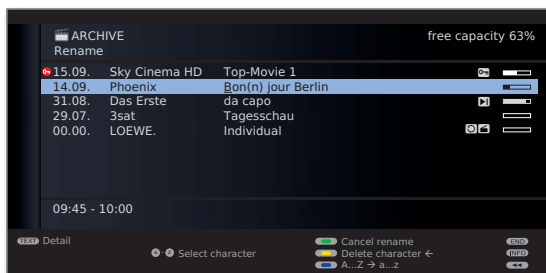 ARCHIVE free capacity 63%
Rename
15.09. Sky Cinema HD Top-Movie 1
14.09. Phoenix Bon(n) jour Berlin
31.08. Das Erste da capo
29.07. 3sat Tagesschau
00.00. LOEWE. Individual
09:45 - 10:00
TEXT Detail Cancel rename END
Select character Delete character ← INFO
A...Z → a...z